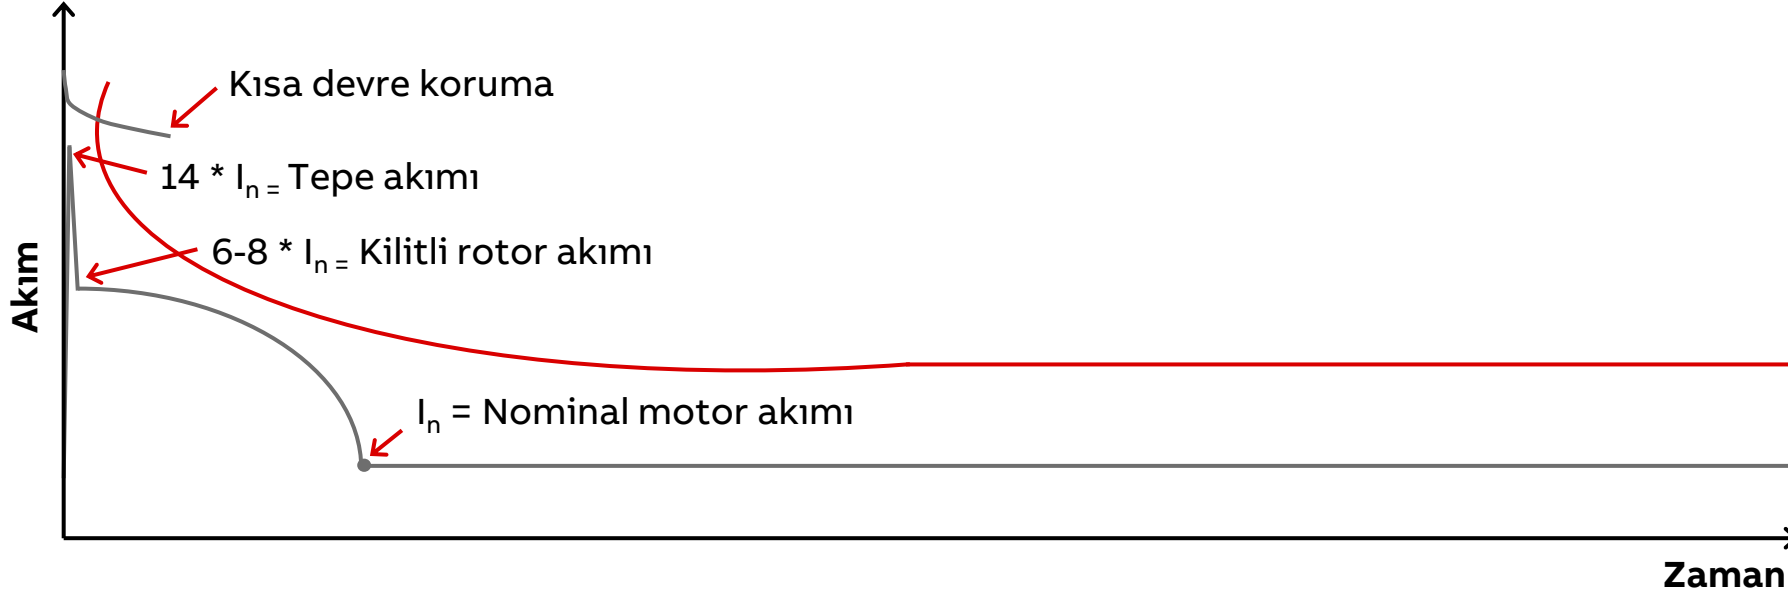 Kısa devre koruma
14 * In = Tepe akımı
6-8 * In = Kilitli rotor akımı
Akım
In = Nominal motor akımı
Zaman